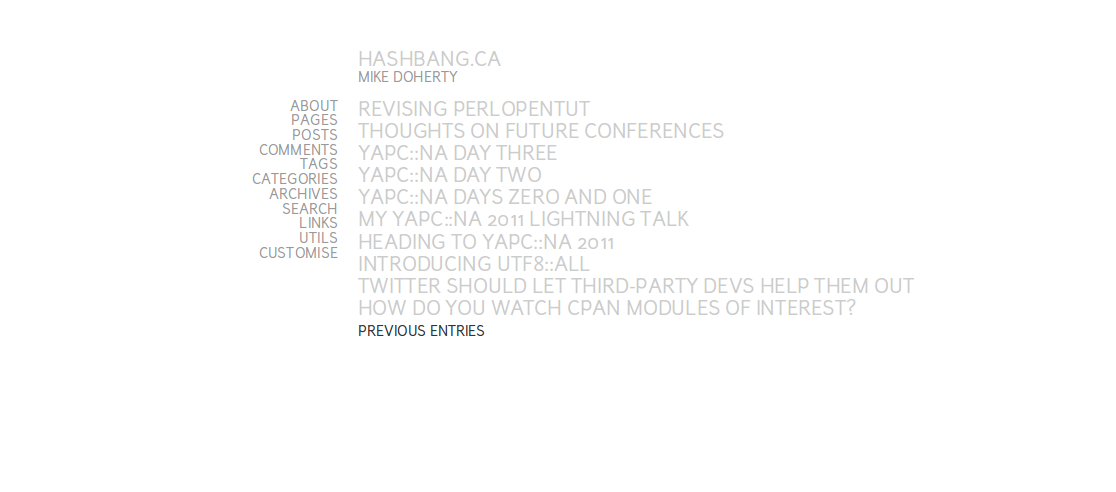 HASHBANG.CA
MIKE DOHERTY
ABOUT
PAGES
POSTS
COMMENTS
TAGS
CATEGORIES
ARCHIVES
SEARCH
LINKS
UTILS
CUSTOMISE
REVISING PERLOPENTUT
THOUGHTS ON FUTURE CONFERENCES
YAPC::NA DAY THREE
YAPC::NA DAY TWO
YAPC::NA DAYS ZERO AND ONE
MY YAPC::NA 2011 LIGHTNING TALK
HEADING TO YAPC::NA 2011
INTRODUCING UTF8::ALL
TWITTER SHOULD LET THIRD-PARTY DEVS HELP THEM OUT
HOW DO YOU WATCH CPAN MODULES OF INTEREST?
PREVIOUS ENTRIES